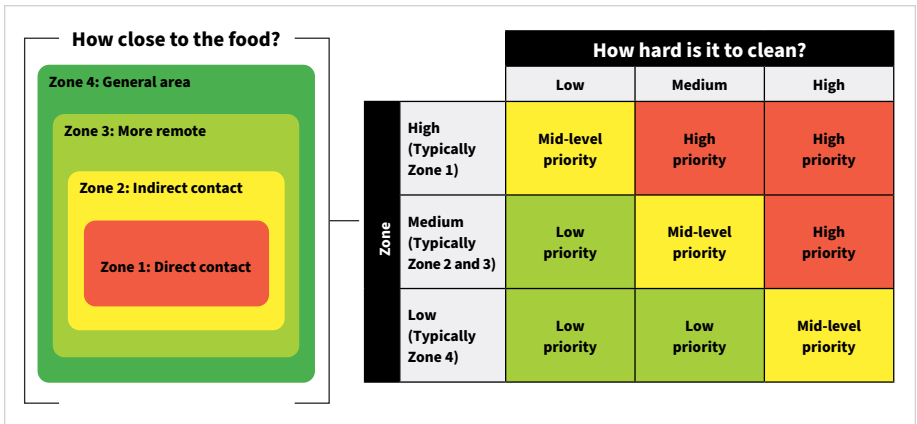 How close to the food?
Zone 4: General area
Zone 3: More remote
Zone 2: Indirect contact
Zone 1: Direct contact
How hard is it to clean?
Low
Medium
High
Zone
High
(Typically
Zone 1)
Mid-level
priority
High
priority
High
priority
Medium
(Typically
Zone 2 and 3)
Low
priority
Mid-level
priority
High
priority
Low
(Typically
Zone 4)
Low
priority
Low
priority
Mid-level
priority